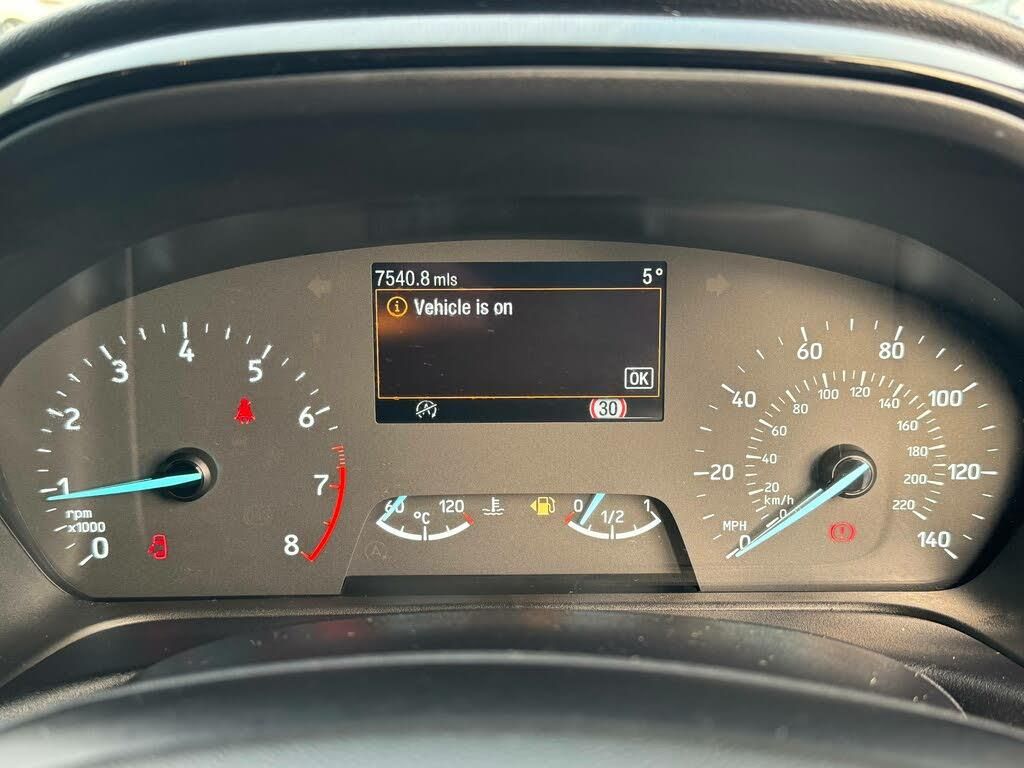 7540.8 mls 5°
Vehicle is on
OK
30
0 1 2 3 4 5 6 7 8
rpm
x1000
60 120
°C
0 1/2 1
0 20 40 60 80 100 120 140
MPH
0 20 40 60 80 100 120 140 160 180 200 220
km/h
A
A